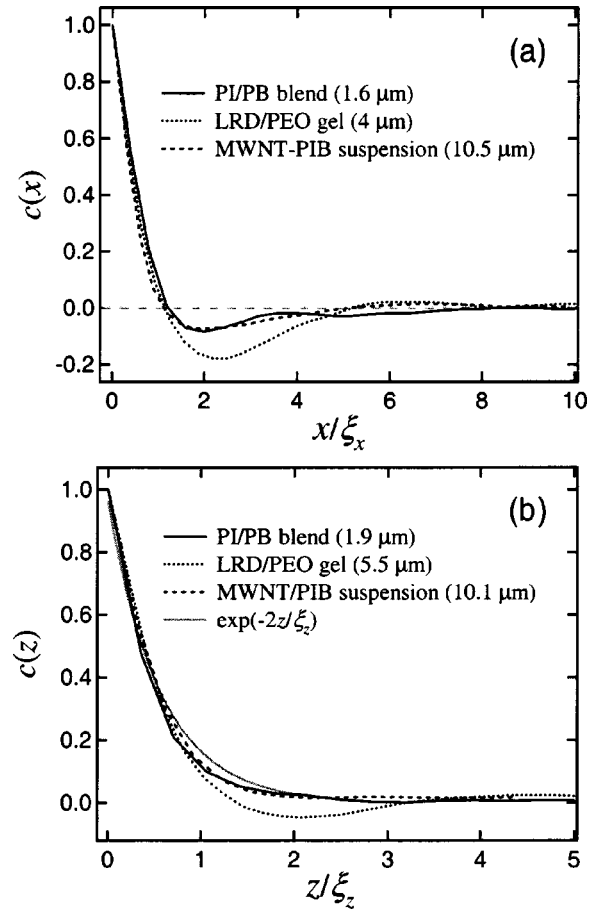 (a)
1.0
0.8
0.6
0.4
0.2
0.0
-0.2
c(x)
PI/PB blend (1.6 μm)
LRD/PEO gel (4 μm)
MWNT-PIB suspension (10.5 μm)
0 2 4 6 8 10
x/ξx
(b)
1.0
0.8
0.6
0.4
0.2
0.0
c(z)
PI/PB blend (1.9 μm)
LRD/PEO gel (5.5 μm)
MWNT/PIB suspension (10.1 μm)
exp(-2z/ξz)
0 1 2 3 4 5
z/ξz